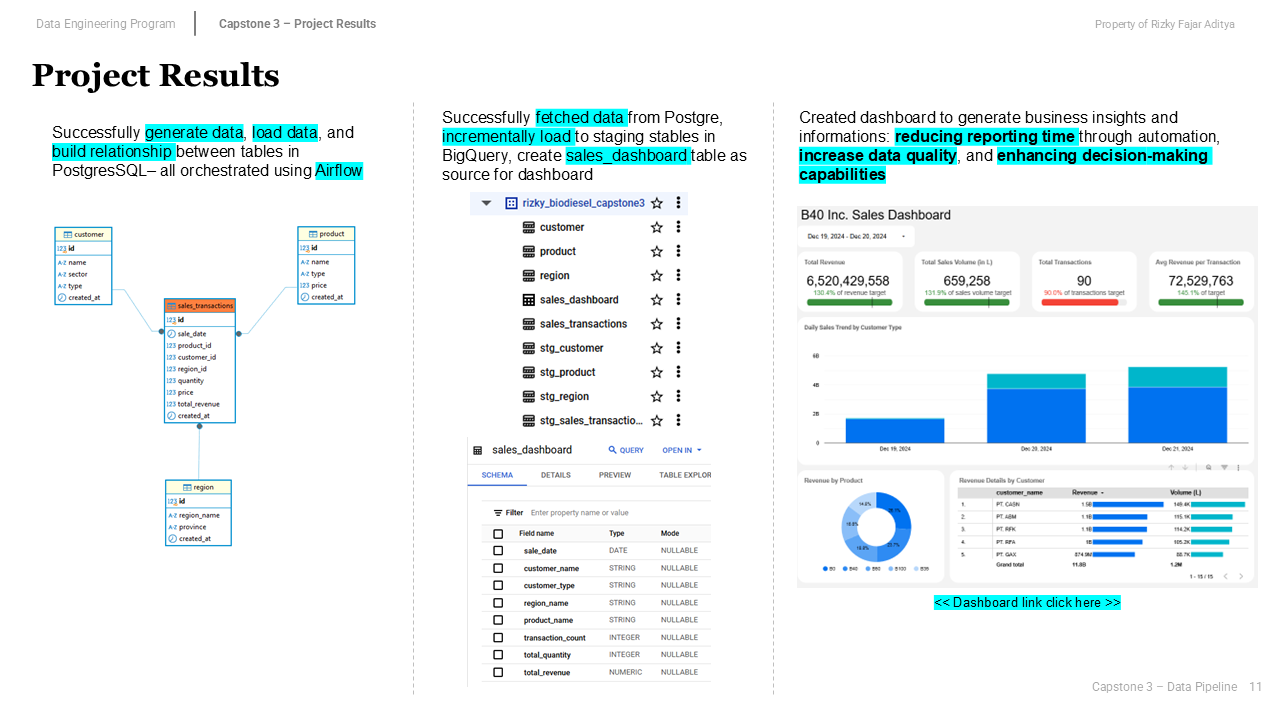 Data Engineering Program
Capstone 3 – Project Results
Property of Rizky Fajar Aditya
Project Results
Successfully generate data, load data, and
build relationship between tables in
PostgresSQL– all orchestrated using Airflow
customer
123 id
A-Z name
A-Z sector
A-Z type
created_at
product
123 id
A-Z name
A-Z type
123 price
created_at
sales_transactions
123 id
sale_date
123 product_id
123 customer_id
123 region_id
123 quantity
123 price
123 total_revenue
created_at
region
123 id
A-Z region_name
A-Z province
created_at
Successfully fetched data from Postgre,
incrementally load to staging stables in
BigQuery, create sales_dashboard table as
source for dashboard
rizky_biodiesel_capstone3
customer
product
region
sales_dashboard
sales_transactions
stg_customer
stg_product
stg_region
stg_sales_transactio...
sales_dashboard QUERY OPEN IN
SCHEMA DETAILS PREVIEW TABLE EXPLOR
Filter Enter property name or value
Field name Type Mode
sale_date DATE NULLABLE
customer_name STRING NULLABLE
customer_type STRING NULLABLE
region_name STRING NULLABLE
product_name STRING NULLABLE
transaction_count INTEGER NULLABLE
total_quantity INTEGER NULLABLE
total_revenue NUMERIC NULLABLE
Created dashboard to generate business insights and
informations: reducing reporting time through automation,
increase data quality, and enhancing decision-making
capabilities
B40 Inc. Sales Dashboard
Dec 19, 2024 - Dec 20, 2024
Total Revenue
6,520,429,558
130.4% of revenue target
Total Sales Volume (in L)
659,258
131.9% of sales volume target
Total Transactions
90
90.0% of transactions target
Avg Revenue per Transaction
72,529,763
145.1% of target
Daily Sales Trend by Customer Type
6B
4B
2B
0
Dec 19, 2024 Dec 20, 2024 Dec 21, 2024
Revenue by Product
14.8%
Revenue Details by Customer
customer_name Revenue Volume (L)
1. PT. CASN 1.5B 149.4K
2. PT. ABM 1.1B 115.1K
3. PT. RFK 1.1B 114.2K
4. PT. RFA 1B 105.2K
5. PT. GAX 874.9M 88.7K
Grand total 11.8B 1.2M
1 - 15 / 15
<< Dashboard link click here >>
Capstone 3 – Data Pipeline 11